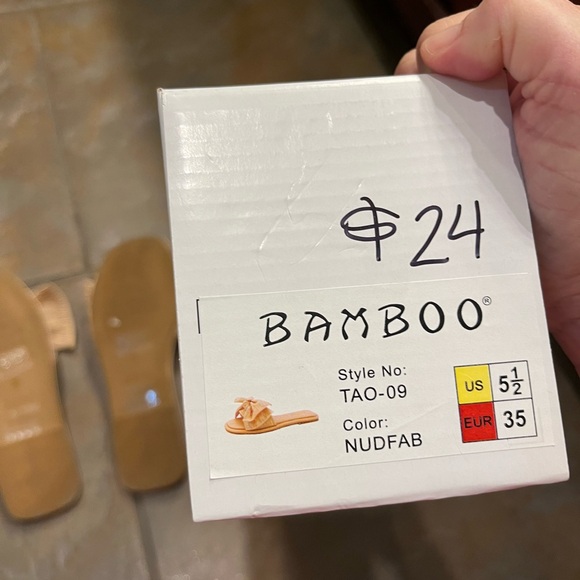 $24
BAMBOO®
Style No:
TAO-09
Color:
NUDFAB
US 5½
EUR 35